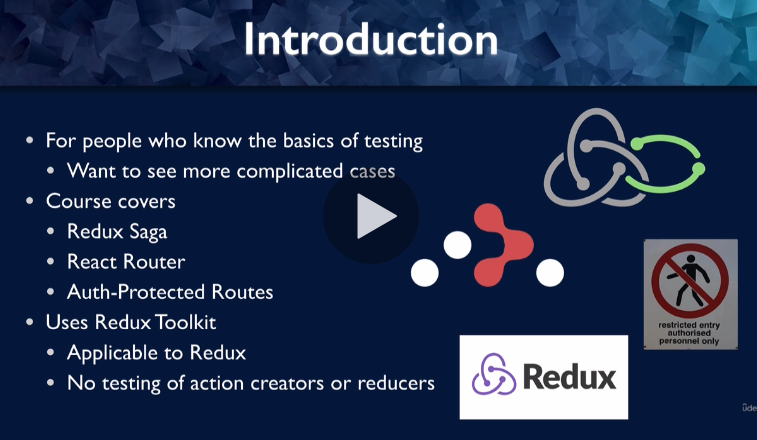 Introduction
For people who know the basics of testing
Want to see more complicated cases
Course covers
Redux Saga
React Router
Auth-Protected Routes
Uses Redux Toolkit
Applicable to Redux
No testing of action creators or reducers
restricted entry
authorised
personnel only
Redux